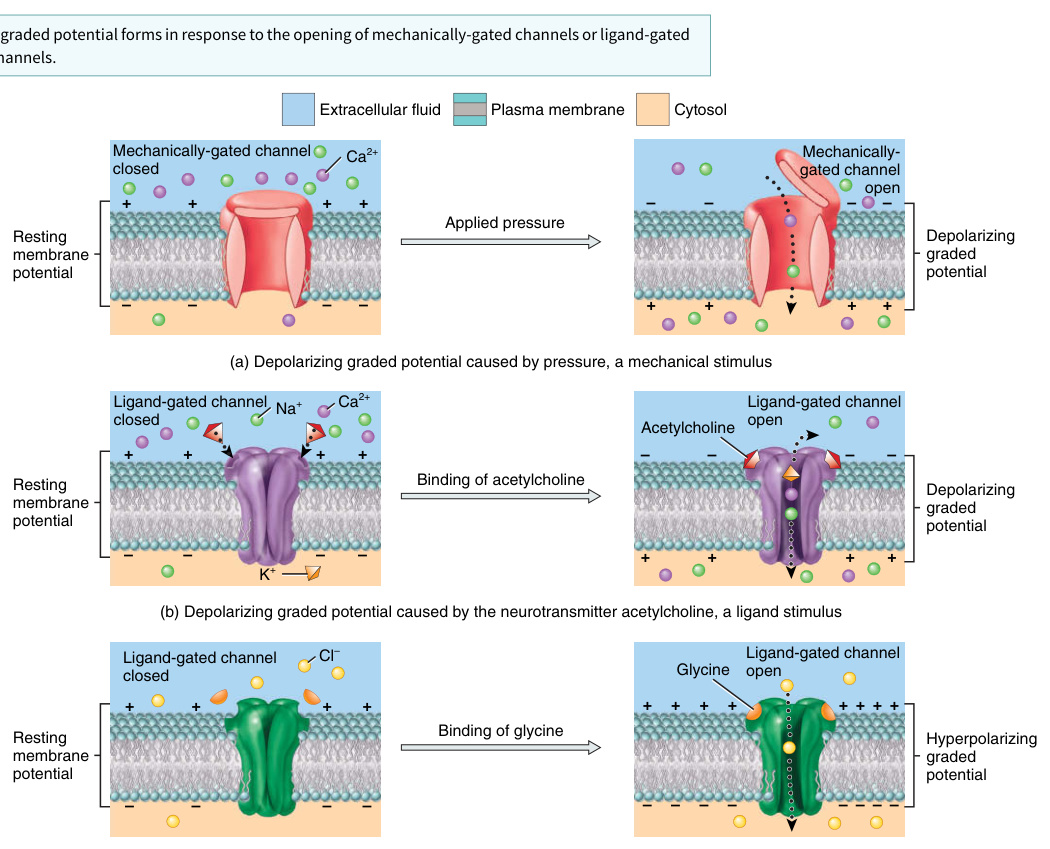 graded potential forms in response to the opening of mechanically-gated channels or ligand-gated
hannels.
Extracellular fluid
Plasma membrane
Cytosol
Mechanically-gated channel
closed
Ca²⁺
+ + + +
Resting
membrane
potential
– – – –
Applied pressure
Mechanically-
gated channel
open
– – – –
Depolarizing
graded
potential
+ + + +
(a) Depolarizing graded potential caused by pressure, a mechanical stimulus
Ligand-gated channel
closed
Na⁺
Ca²⁺
+ + + +
Resting
membrane
potential
– – – –
K⁺
Binding of acetylcholine
Ligand-gated channel
open
Acetylcholine
– – – –
Depolarizing
graded
potential
+ + + +
(b) Depolarizing graded potential caused by the neurotransmitter acetylcholine, a ligand stimulus
Ligand-gated channel
closed
Cl⁻
+ + + +
Resting
membrane
potential
– – – –
Binding of glycine
Ligand-gated channel
open
Glycine
+ + + + + + + + +
Hyperpolarizing
graded
potential
– – – – – – – – –